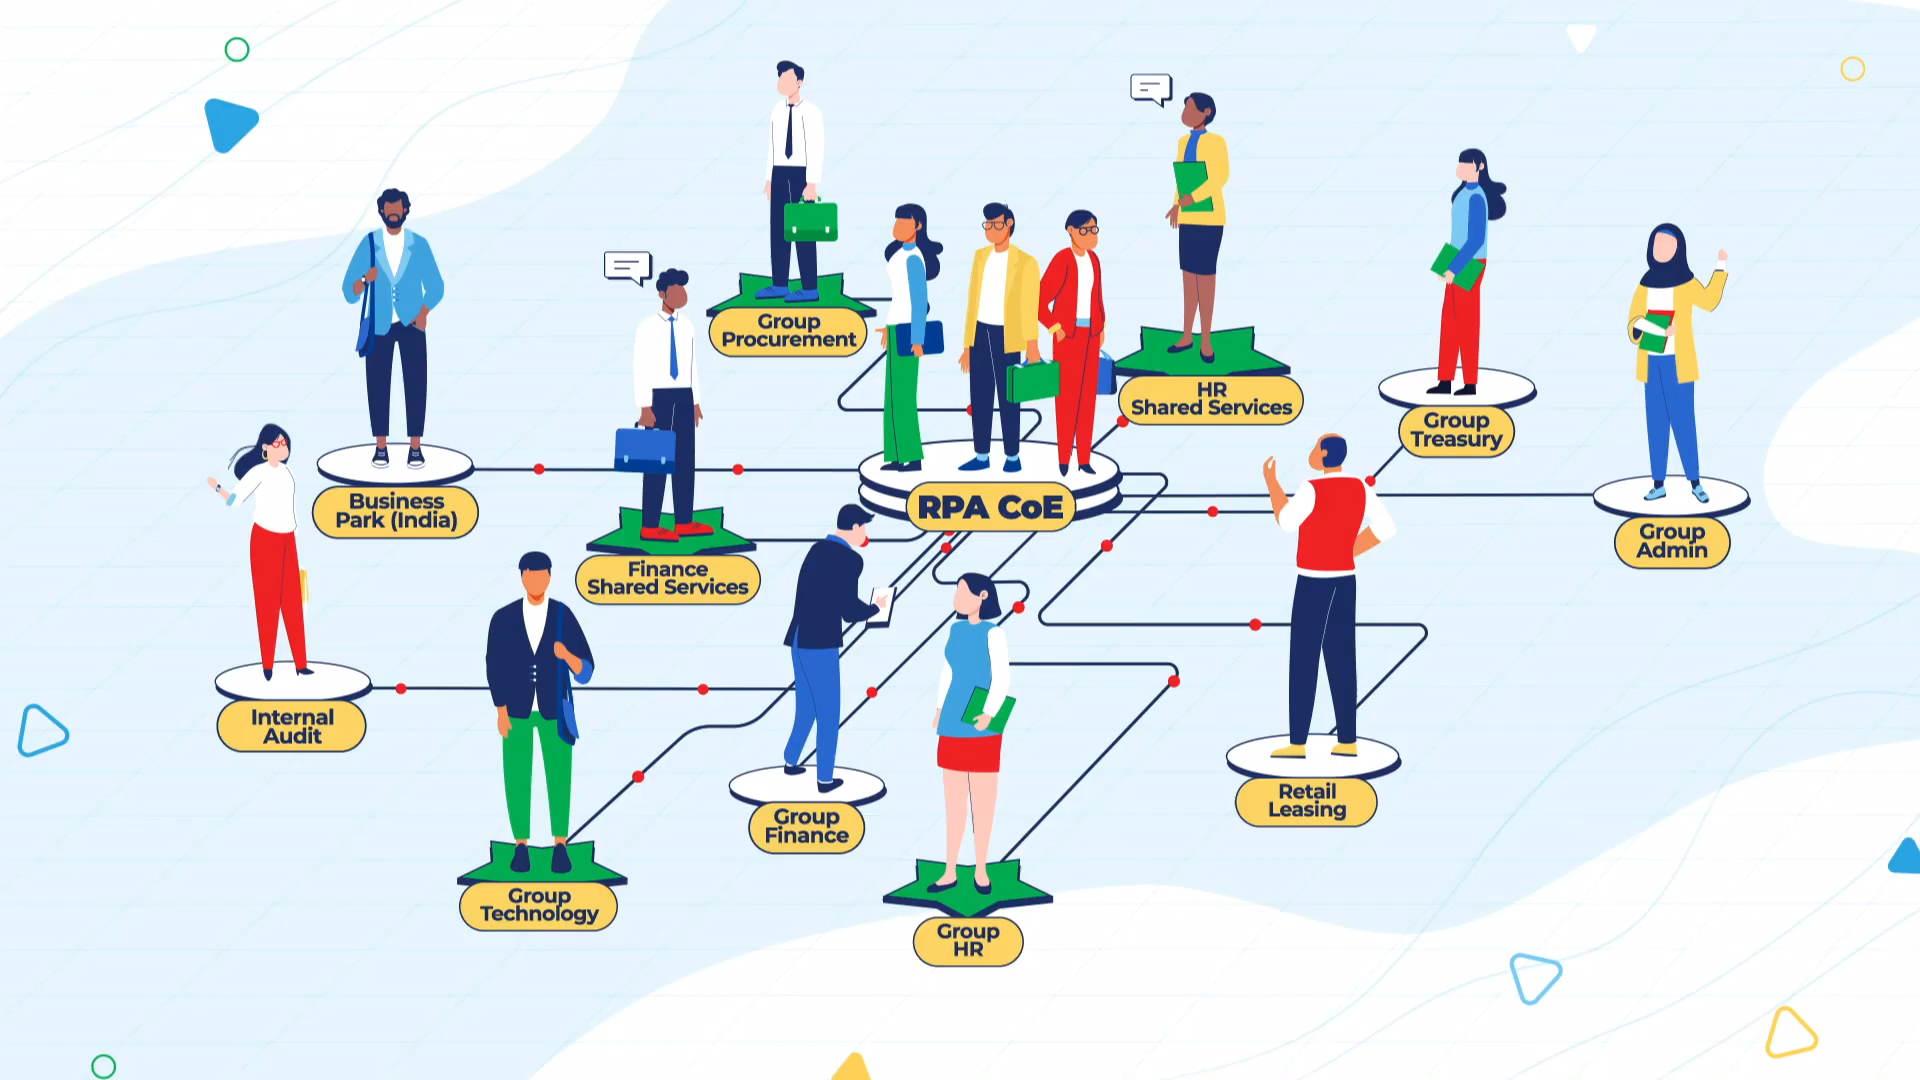 Group
Procurement
HR
Shared Services
Group
Treasury
Business
Park (India)
RPA CoE
Group
Admin
Finance
Shared Services
Internal
Audit
Group
Finance
Retail
Leasing
Group
Technology
Group
HR